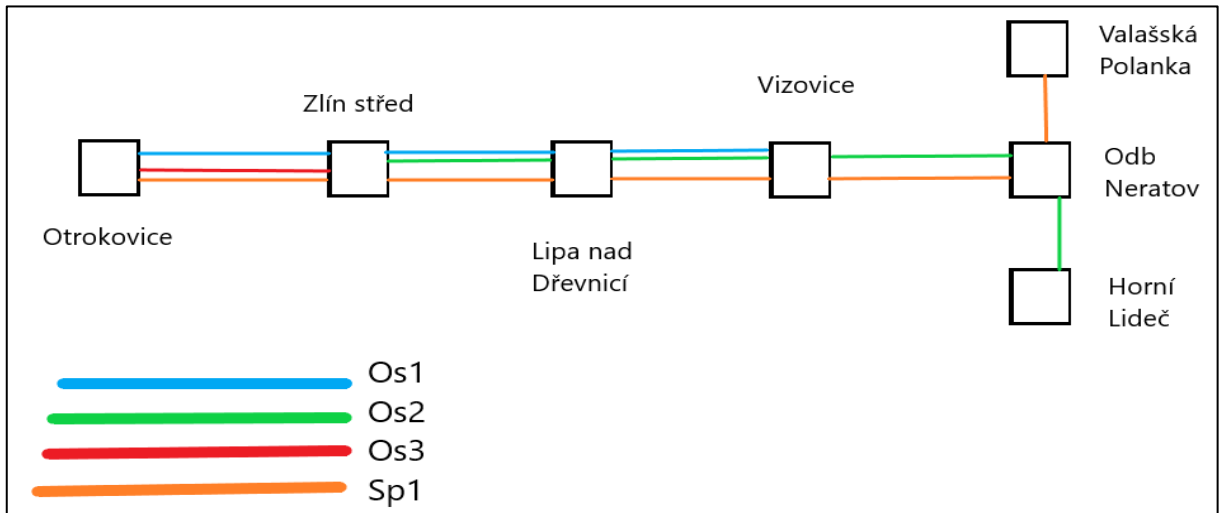 Valašská
Polanka
Vizovice
Zlín střed
Odb
Neratov
Otrokovice
Lipa nad
Dřevnicí
Horní
Lideč
Os1
Os2
Os3
Sp1